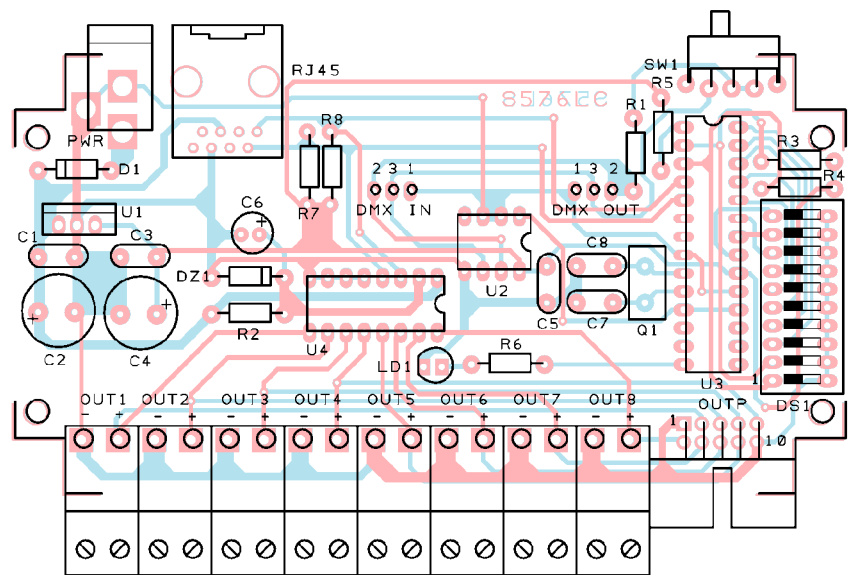 RJ45
SW1
R8
R5
8576EC
R1
PWR
R3
D1
2 3 1
1 3 2
R4
U1
C6
+
R7
DMX IN
DMX OUT
C1
C3
C8
DZ1
U2
+
+
R2
C5
C7
Q1
C2
C4
U4
LD1
R6
U3
1
OUT1
OUT2
OUT3
OUT4
OUT5
OUT6
OUT7
OUT8
OUTP
DS1
- + - + - + - + - + - + - + - +
1
10